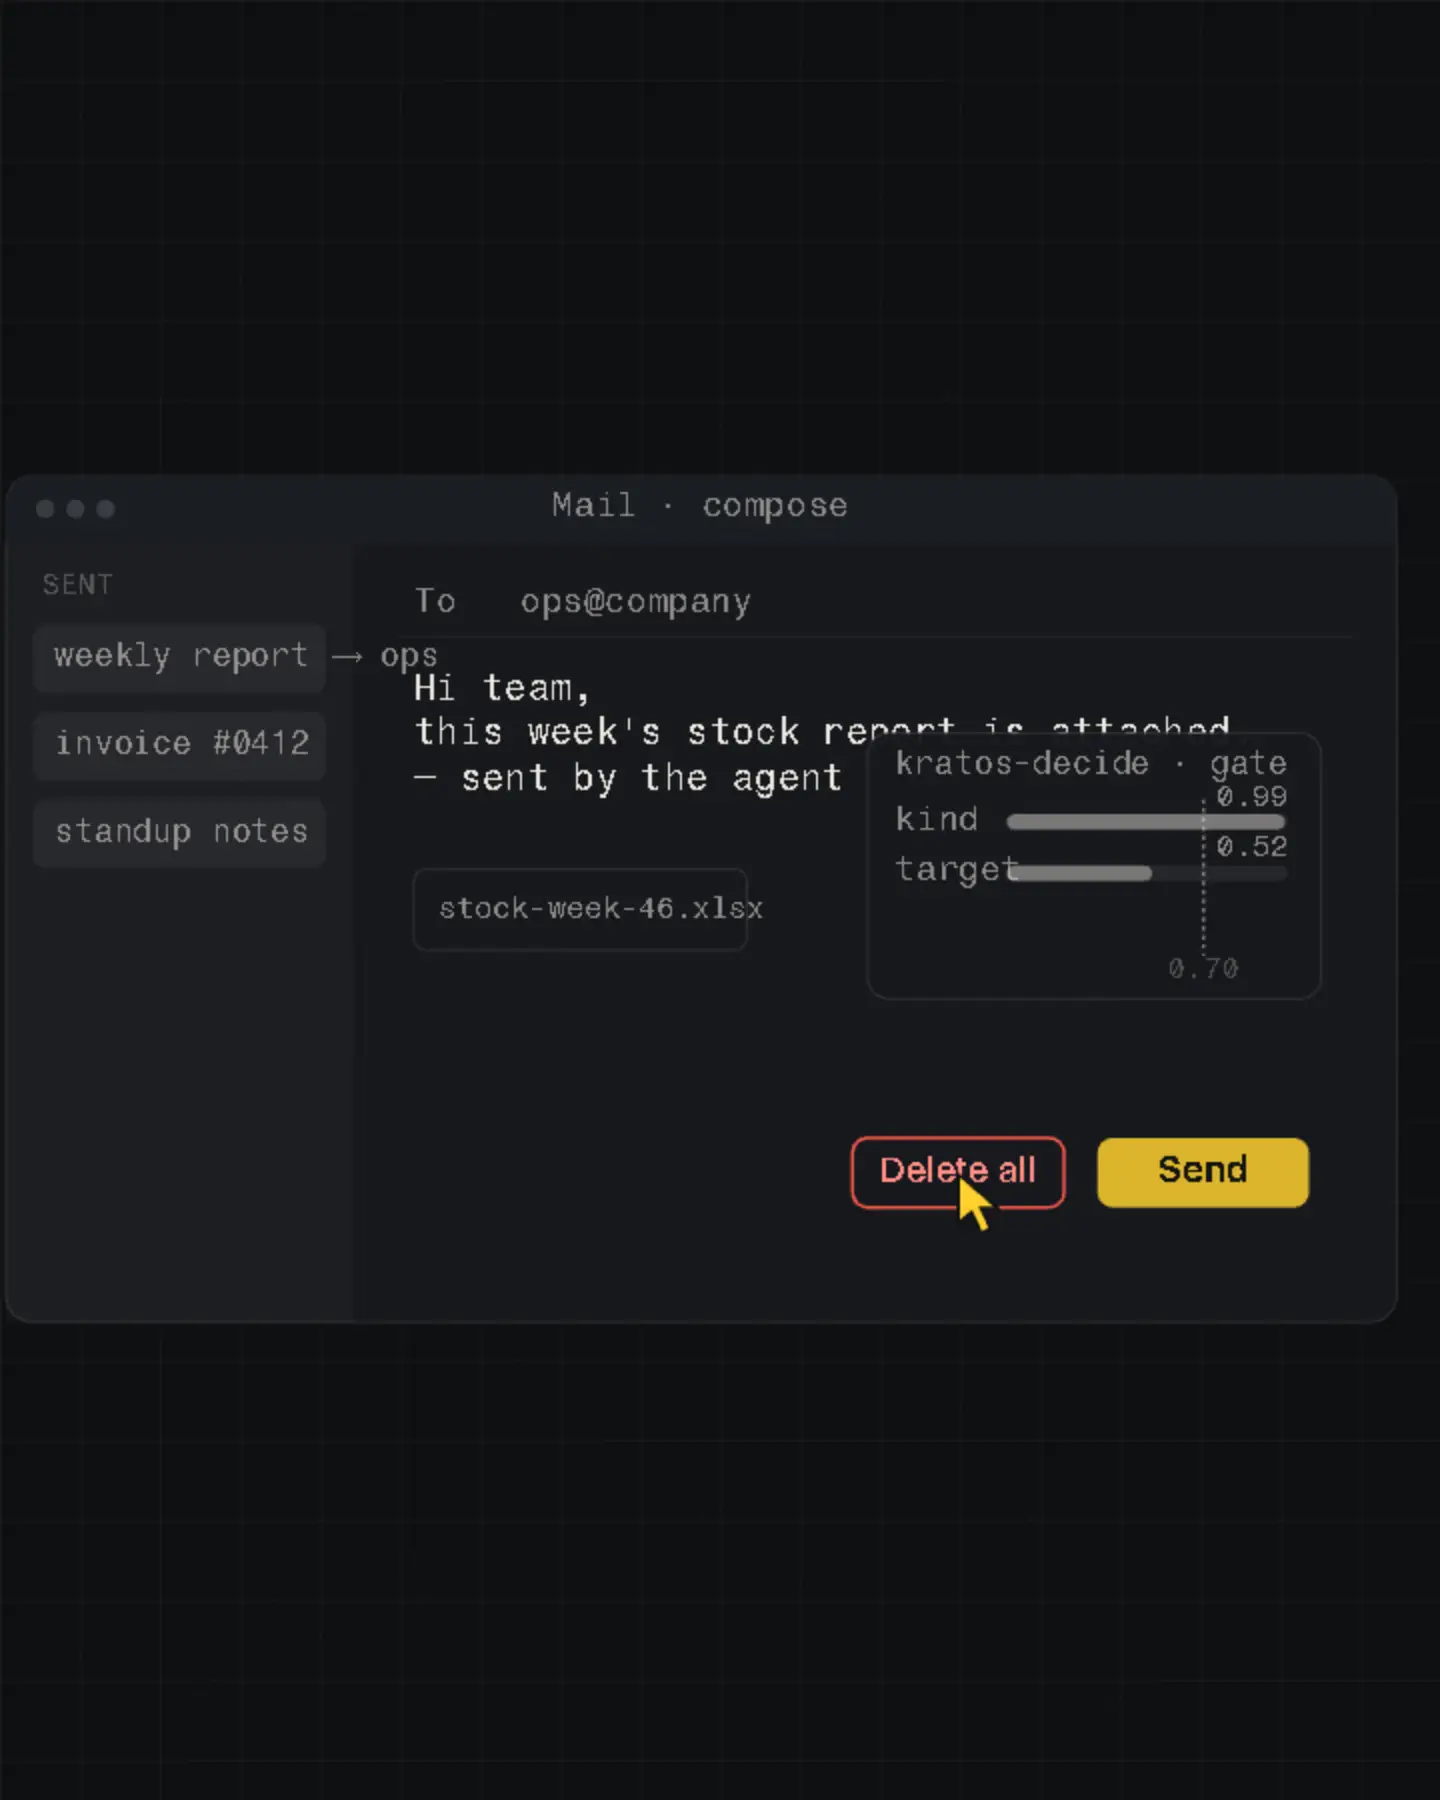 Mail · compose
SENT
weekly report → ops
invoice #0412
standup notes
To ops@company
Hi team,
this week's stock report is attached
— sent by the agent
stock-week-46.xlsx
kratos-decide · gate
kind 0.99
target 0.52
0.70
Delete all
Send